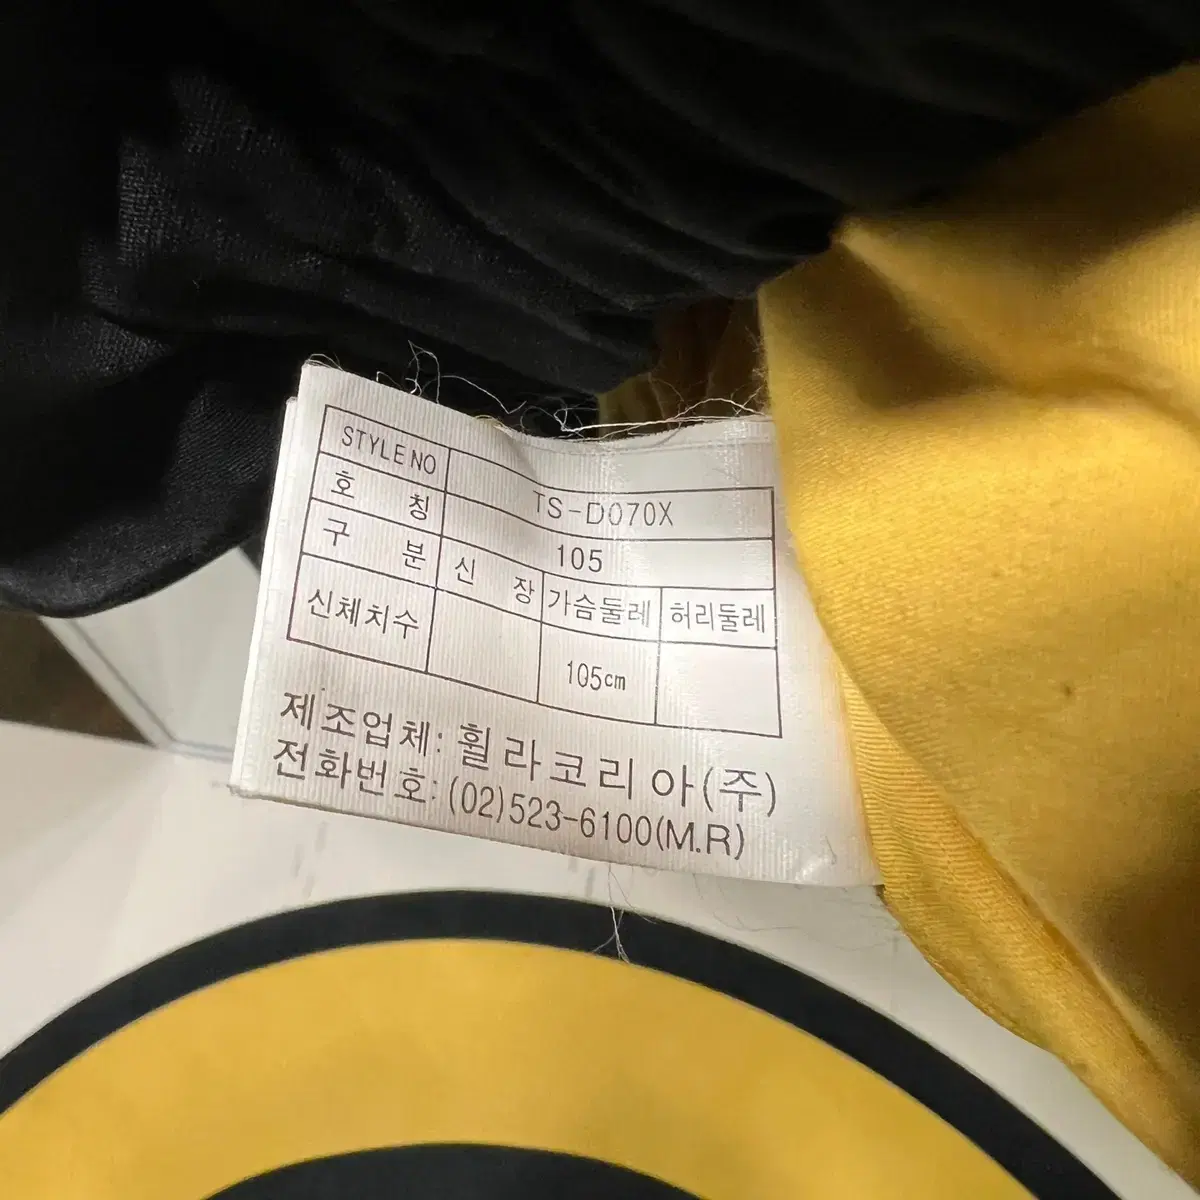 STYLE NO TS-D070X
호 칭 105
구 분 신 장 가슴둘레 허리둘레
신체치수 105cm
제조업체: 휠라코리아(주)
전화번호: (02)523-6100(M.R)